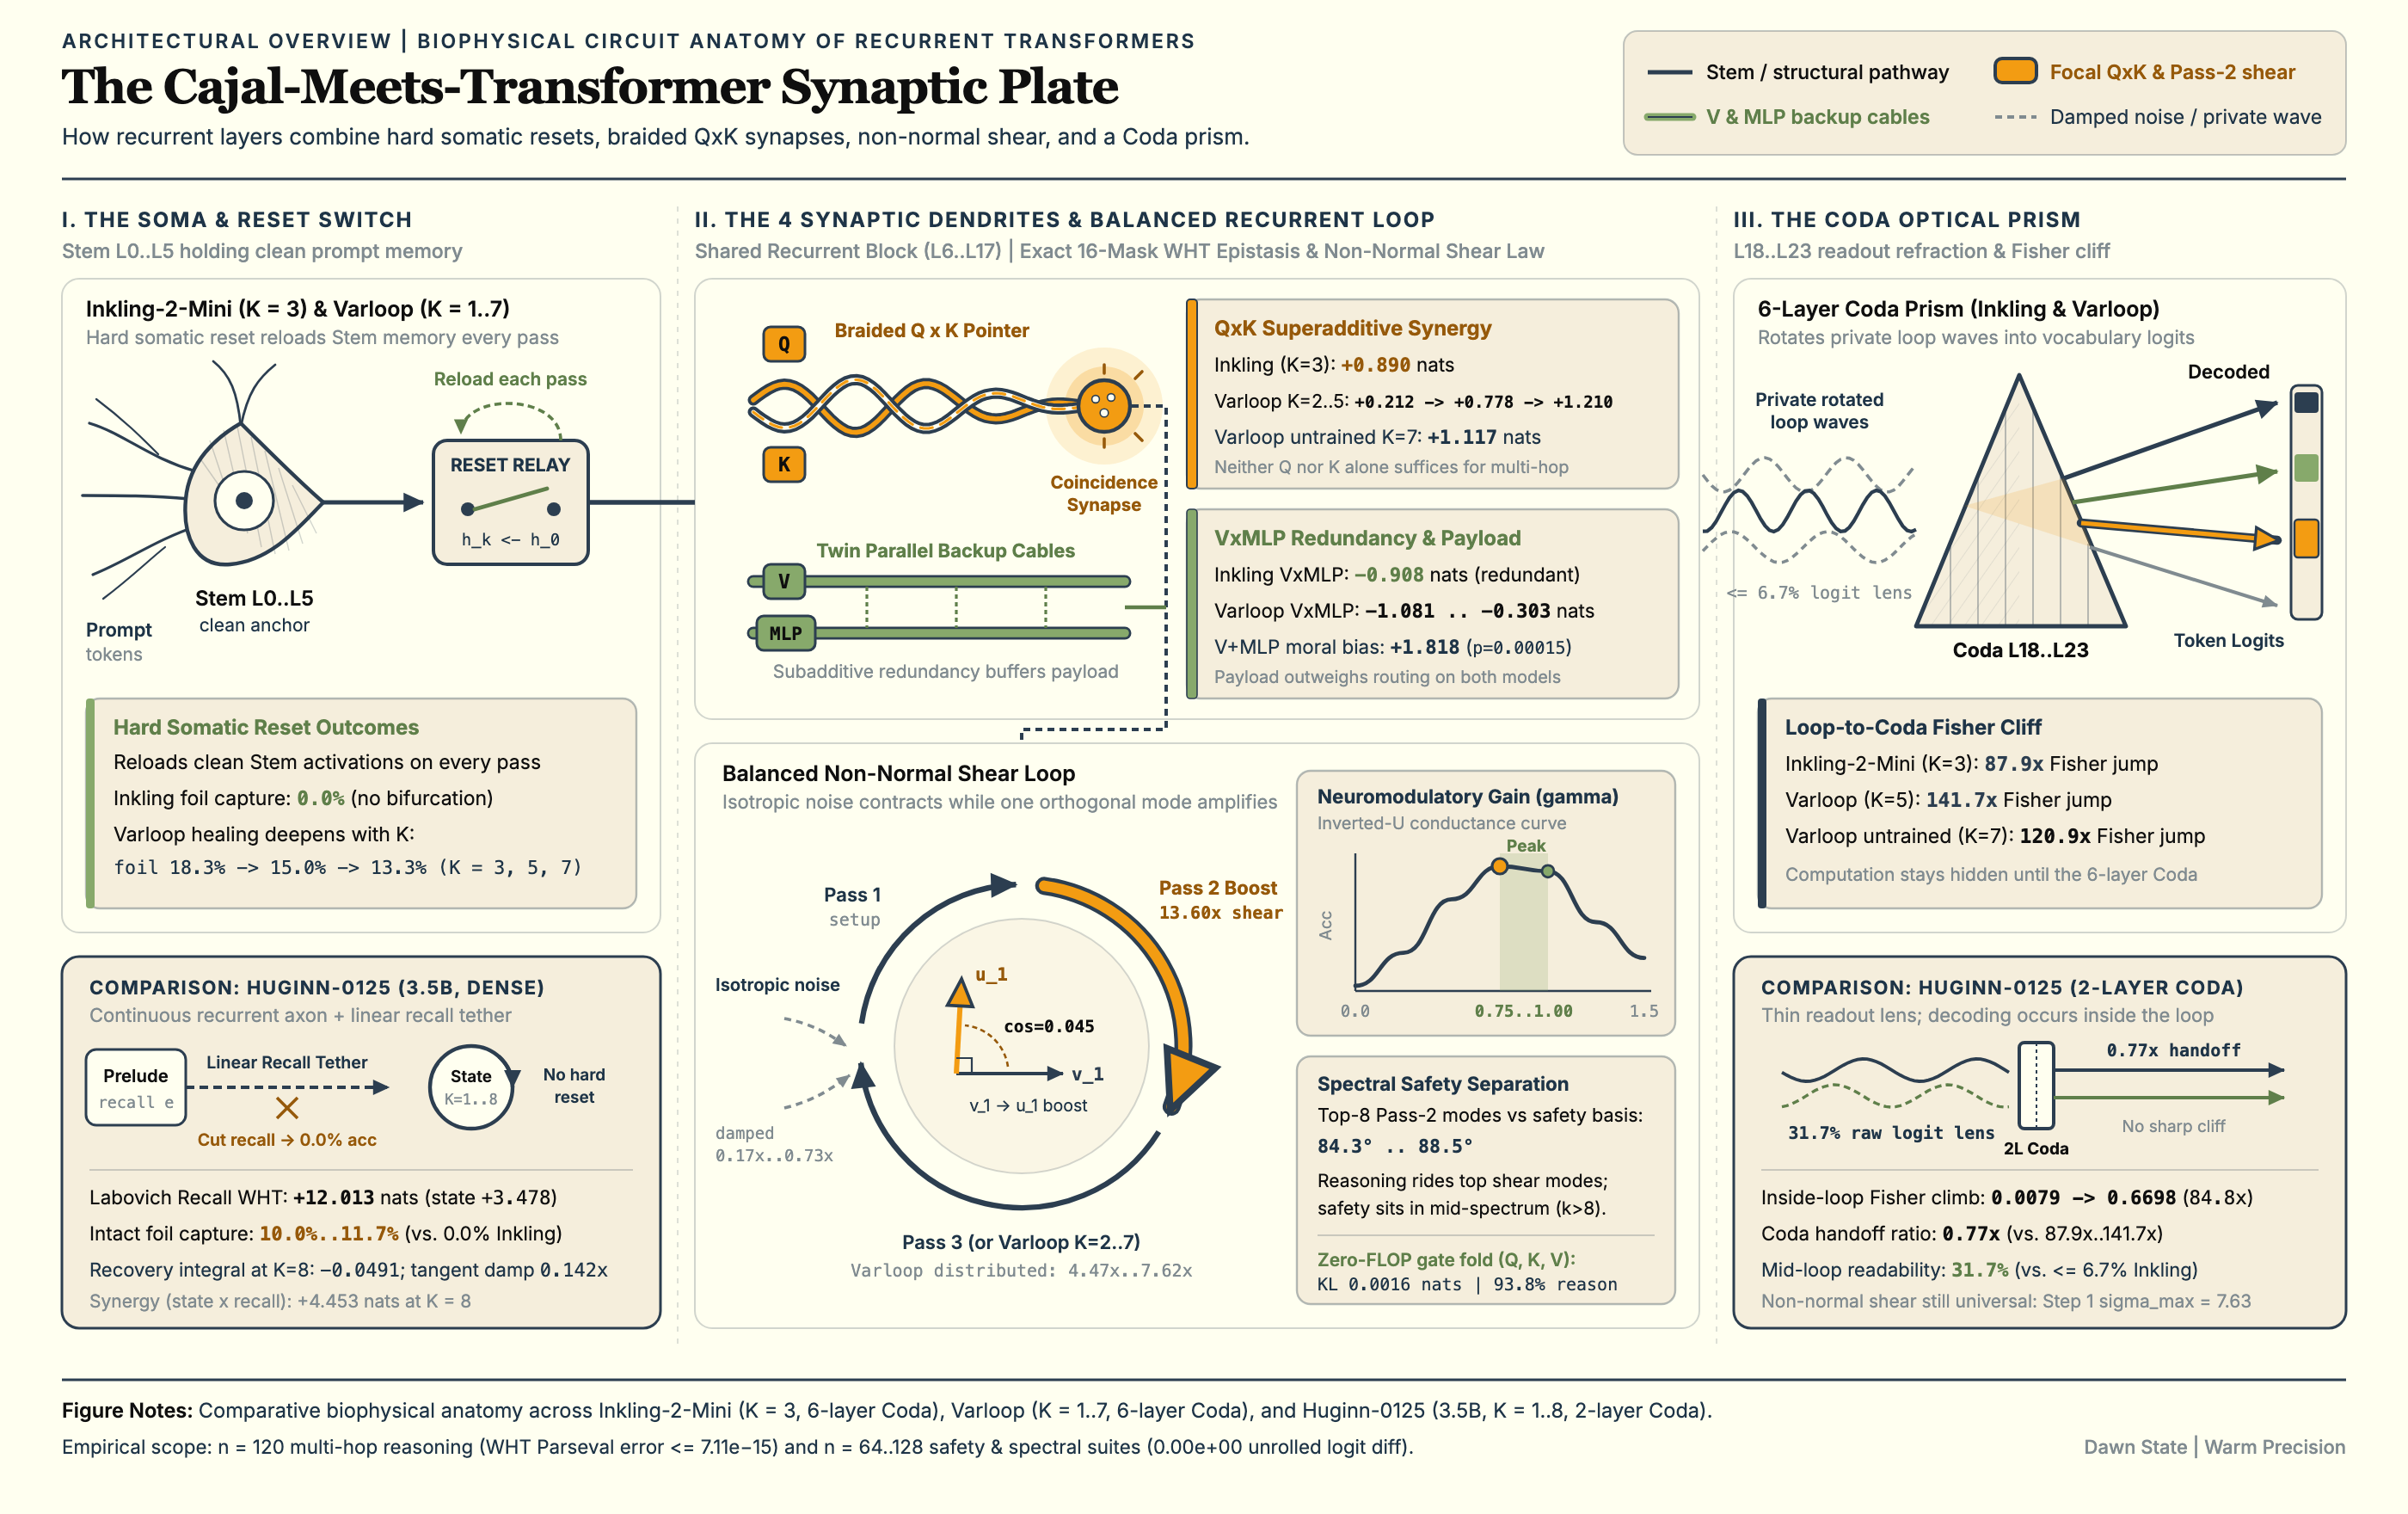 ARCHITECTURAL OVERVIEW | BIOPHYSICAL CIRCUIT ANATOMY OF RECURRENT TRANSFORMERS
The Cajal-Meets-Transformer Synaptic Plate
How recurrent layers combine hard somatic resets, braided QxK synapses, non-normal shear, and a Coda prism.
Stem / structural pathway
Focal QxK & Pass-2 shear
V & MLP backup cables
Damped noise / private wave
I. THE SOMA & RESET SWITCH
Stem L0..L5 holding clean prompt memory
Inkling-2-Mini (K = 3) & Varloop (K = 1..7)
Hard somatic reset reloads Stem memory every pass
Reload each pass
RESET RELAY
h_k <− h_0
Stem L0..L5
clean anchor
Prompt
tokens
Hard Somatic Reset Outcomes
Reloads clean Stem activations on every pass
Inkling foil capture: 0.0% (no bifurcation)
Varloop healing deepens with K:
foil 18.3% −> 15.0% −> 13.3% (K = 3, 5, 7)
COMPARISON: HUGINN-0125 (3.5B, DENSE)
Continuous recurrent axon + linear recall tether
Prelude
recall e
Linear Recall Tether
Cut recall → 0.0% acc
State
K=1..8
No hard
reset
Labovich Recall WHT: +12.013 nats (state +3.478)
Intact foil capture: 10.0%..11.7% (vs. 0.0% Inkling)
Recovery integral at K=8: −0.0491; tangent damp 0.142x
Synergy (state x recall): +4.453 nats at K = 8
II. THE 4 SYNAPTIC DENDRITES & BALANCED RECURRENT LOOP
Shared Recurrent Block (L6..L17) | Exact 16-Mask WHT Epistasis & Non-Normal Shear Law
Q
Braided Q x K Pointer
K
Coincidence
Synapse
Twin Parallel Backup Cables
V
MLP
Subadditive redundancy buffers payload
QxK Superadditive Synergy
Inkling (K=3): +0.890 nats
Varloop K=2..5: +0.212 −> +0.778 −> +1.210
Varloop untrained K=7: +1.117 nats
Neither Q nor K alone suffices for multi-hop
VxMLP Redundancy & Payload
Inkling VxMLP: −0.908 nats (redundant)
Varloop VxMLP: −1.081 .. −0.303 nats
V+MLP moral bias: +1.818 (p=0.00015)
Payload outweighs routing on both models
Balanced Non-Normal Shear Loop
Isotropic noise contracts while one orthogonal mode amplifies
Pass 1
setup
Pass 2 Boost
13.60x shear
Isotropic noise
damped
0.17x..0.73x
u_1
cos=0.045
v_1
v_1 → u_1 boost
Pass 3 (or Varloop K=2..7)
Varloop distributed: 4.47x..7.62x
Neuromodulatory Gain (gamma)
Inverted-U conductance curve
Peak
Acc
0.0
0.75..1.00
1.5
Spectral Safety Separation
Top-8 Pass-2 modes vs safety basis:
84.3° .. 88.5°
Reasoning rides top shear modes;
safety sits in mid-spectrum (k>8).
Zero-FLOP gate fold (Q, K, V):
KL 0.0016 nats | 93.8% reason
III. THE CODA OPTICAL PRISM
L18..L23 readout refraction & Fisher cliff
6-Layer Coda Prism (Inkling & Varloop)
Rotates private loop waves into vocabulary logits
Private rotated
loop waves
<= 6.7% logit lens
Decoded
Coda L18..L23
Token Logits
Loop-to-Coda Fisher Cliff
Inkling-2-Mini (K=3): 87.9x Fisher jump
Varloop (K=5): 141.7x Fisher jump
Varloop untrained (K=7): 120.9x Fisher jump
Computation stays hidden until the 6-layer Coda
COMPARISON: HUGINN-0125 (2-LAYER CODA)
Thin readout lens; decoding occurs inside the loop
31.7% raw logit lens
2L Coda
0.77x handoff
No sharp cliff
Inside-loop Fisher climb: 0.0079 −> 0.6698 (84.8x)
Coda handoff ratio: 0.77x (vs. 87.9x..141.7x)
Mid-loop readability: 31.7% (vs. <= 6.7% Inkling)
Non-normal shear still universal: Step 1 sigma_max = 7.63
Figure Notes: Comparative biophysical anatomy across Inkling-2-Mini (K = 3, 6-layer Coda), Varloop (K = 1..7, 6-layer Coda), and Huginn-0125 (3.5B, K = 1..8, 2-layer Coda).
Empirical scope: n = 120 multi-hop reasoning (WHT Parseval error <= 7.11e−15) and n = 64..128 safety & spectral suites (0.00e+00 unrolled logit diff).
Dawn State | Warm Precision